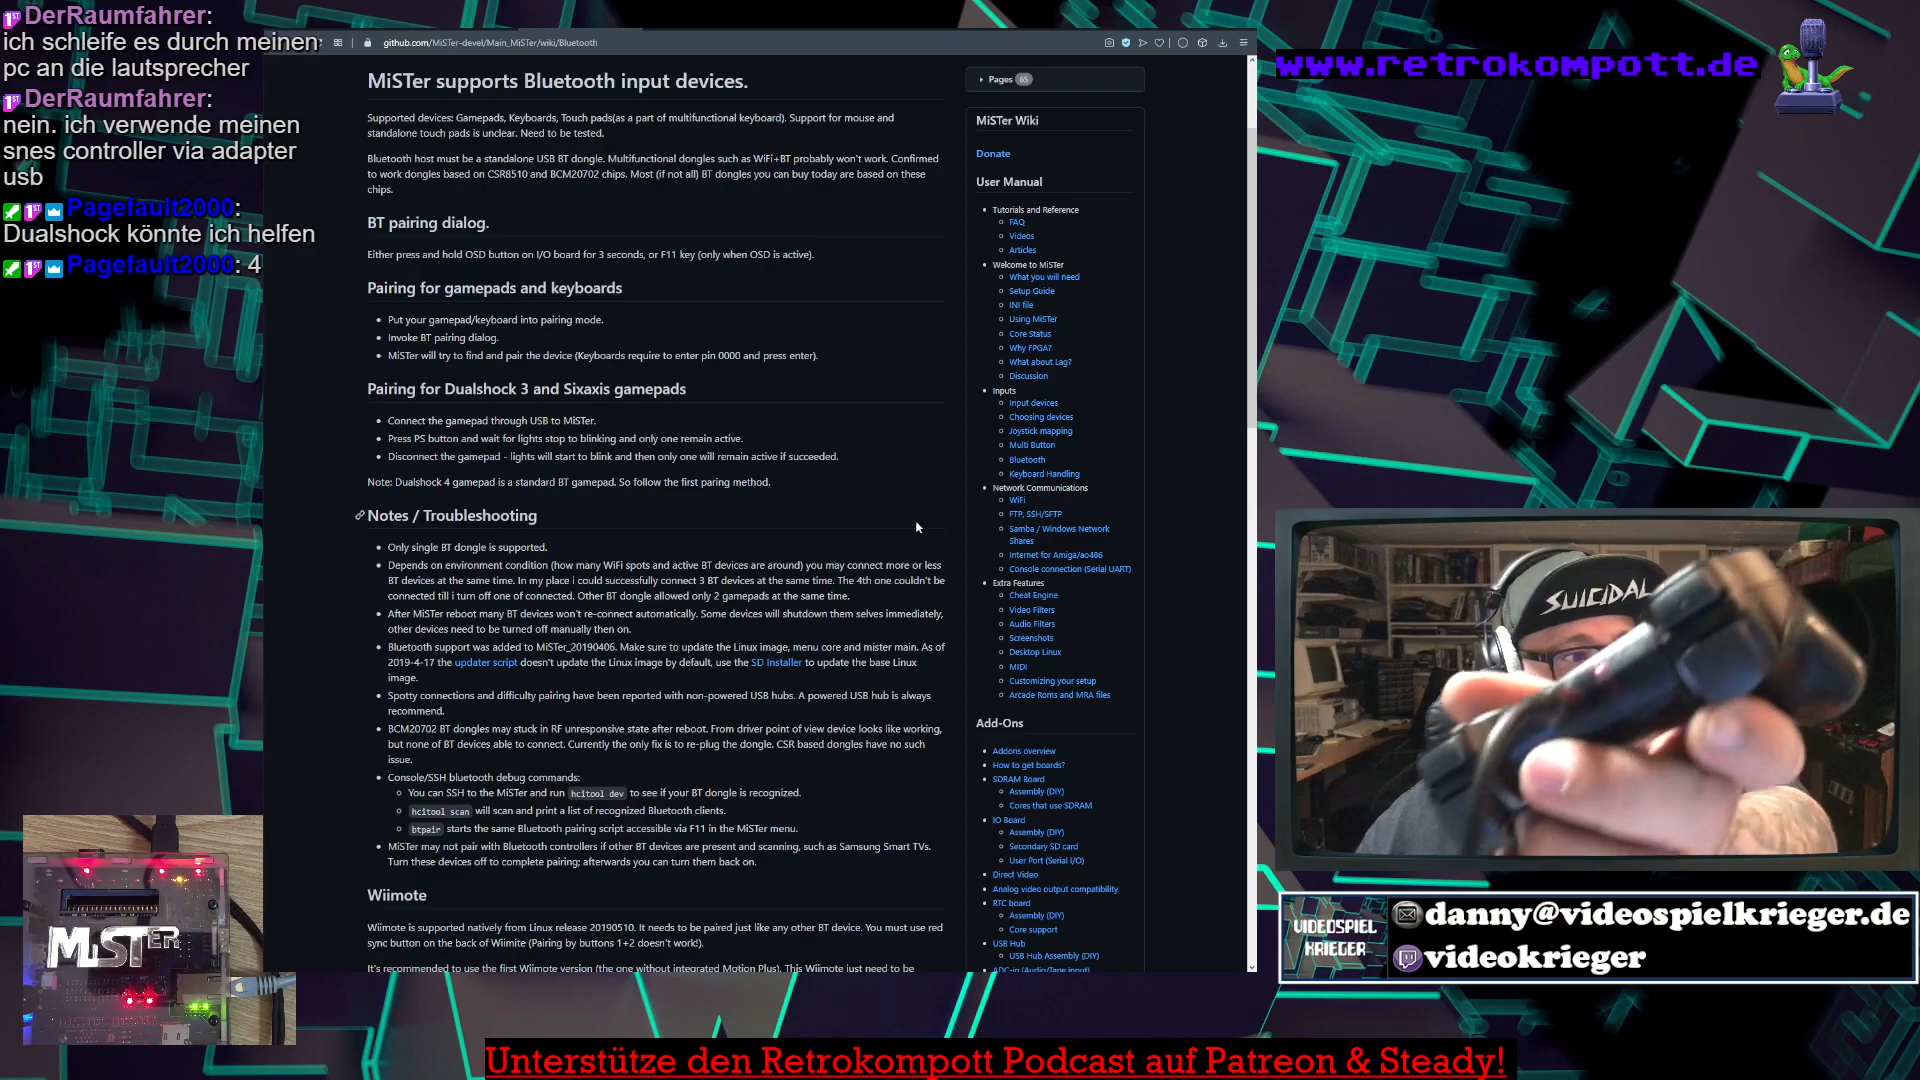 DerRaumfahrer:
ich schleife es durch meinen
pc an die lautsprecher
DerRaumfahrer:
nein. ich verwende meinen
snes controller via adapter
usb
Pagefault2000:
Dualshock könnte ich helfen
Pagefault2000: 4
github.com/MiSTer-devel/Main_MiSTer/wiki/Bluetooth
MiSTer supports Bluetooth input devices.
Supported devices: Gamepads, Keyboards, Touch pads(as a part of multifunctional keyboard). Support for mouse and
standalone touch pads is unclear. Need to be tested.
Bluetooth host must be a standalone USB BT dongle. Multifunctional dongles such as WiFi+BT probably won't work. Confirmed
to work dongles based on CSR8510 and BCM20702 chips. Most (if not all) BT dongles you can buy today are based on these
chips.
BT pairing dialog.
Either press and hold OSD button on I/O board for 3 seconds, or F11 key (only when OSD is active).
Pairing for gamepads and keyboards
Put your gamepad/keyboard into pairing mode.
Invoke BT pairing dialog.
MiSTer will try to find and pair the device (Keyboards require to enter pin 0000 and press enter).
Pairing for Dualshock 3 and Sixaxis gamepads
Connect the gamepad through USB to MiSTer.
Press PS button and wait for lights stop to blinking and only one remain active.
Disconnect the gamepad - lights will start to blink and then only one will remain active if succeeded.
Note: Dualshock 4 gamepad is a standard BT gamepad. So follow the first paring method.
Notes / Troubleshooting
Only single BT dongle is supported.
Depends on environment condition (how many WiFi spots and active BT devices are around) you may connect more or less
BT devices at the same time. In my place i could successfully connect 3 BT devices at the same time. The 4th one couldn't be
connected till i turn off one of connected. Other BT dongle allowed only 2 gamepads at the same time.
After MiSTer reboot many BT devices won't re-connect automatically. Some devices will shutdown them selves immediately,
other devices need to be turned off manually then on.
Bluetooth support was added to MiSTer_20190406. Make sure to update the Linux image, menu core and mister main. As of
2019-4-17 the updater script doesn't update the Linux image by default, use the SD Installer to update the base Linux
image.
Spotty connections and difficulty pairing have been reported with non-powered USB hubs. A powered USB hub is always
recommend.
BCM20702 BT dongles may stuck in RF unresponsive state after reboot. From driver point of view device looks like working,
but none of BT devices able to connect. Currently the only fix is to re-plug the dongle. CSR based dongles have no such
issue.
Console/SSH bluetooth debug commands:
You can SSH to the MiSTer and run hcitool dev to see if your BT dongle is recognized.
hcitool scan will scan and print a list of recognized Bluetooth clients.
btpair starts the same Bluetooth pairing script accessible via F11 in the MiSTer menu.
MiSTer may not pair with Bluetooth controllers if other BT devices are present and scanning, such as Samsung Smart TVs.
Turn these devices off to complete pairing; afterwards you can turn them back on.
Wiimote
Wiimote is supported natively from Linux release 20190510. It needs to be paired just like any other BT device. You must use red
sync button on the back of Wiimite (Pairing by buttons 1+2 doesn't work!).
It's recommended to use the first Wiimote version (the one without integrated Motion Plus). This Wiimote just need to be
Pages 65
MiSTer Wiki
Donate
User Manual
Tutorials and Reference
FAQ
Videos
Articles
Welcome to MiSTer
What you will need
Setup Guide
INI file
Using MiSTer
Core Status
Why FPGA?
What about Lag?
Discussion
Inputs
Input devices
Choosing devices
Joystick mapping
Multi Button
Bluetooth
Keyboard Handling
Network Communications
WiFi
FTP, SSH/SFTP
Samba / Windows Network
Shares
Internet for Amiga/ao486
Console connection (Serial UART)
Extra Features
Cheat Engine
Video Filters
Audio Filters
Screenshots
Desktop Linux
MIDI
Customizing your setup
Arcade Roms and MRA files
Add-Ons
Addons overview
How to get boards?
SDRAM Board
Assembly (DIY)
Cores that use SDRAM
IO Board
Assembly (DIY)
Secondary SD card
User Port (Serial I/O)
Direct Video
Analog video output compatibility
RTC board
Assembly (DIY)
Core support
USB Hub
USB Hub Assembly (DIY)
ADC-in (Audio/Tape input)
www.retrokompott.de
SUICIDAL
MiSTER
VIDEOSPIEL
KRIEGER
danny@videospielkrieger.de
videokrieger
Unterstütze den Retrokompott Podcast auf Patreon & Steady!